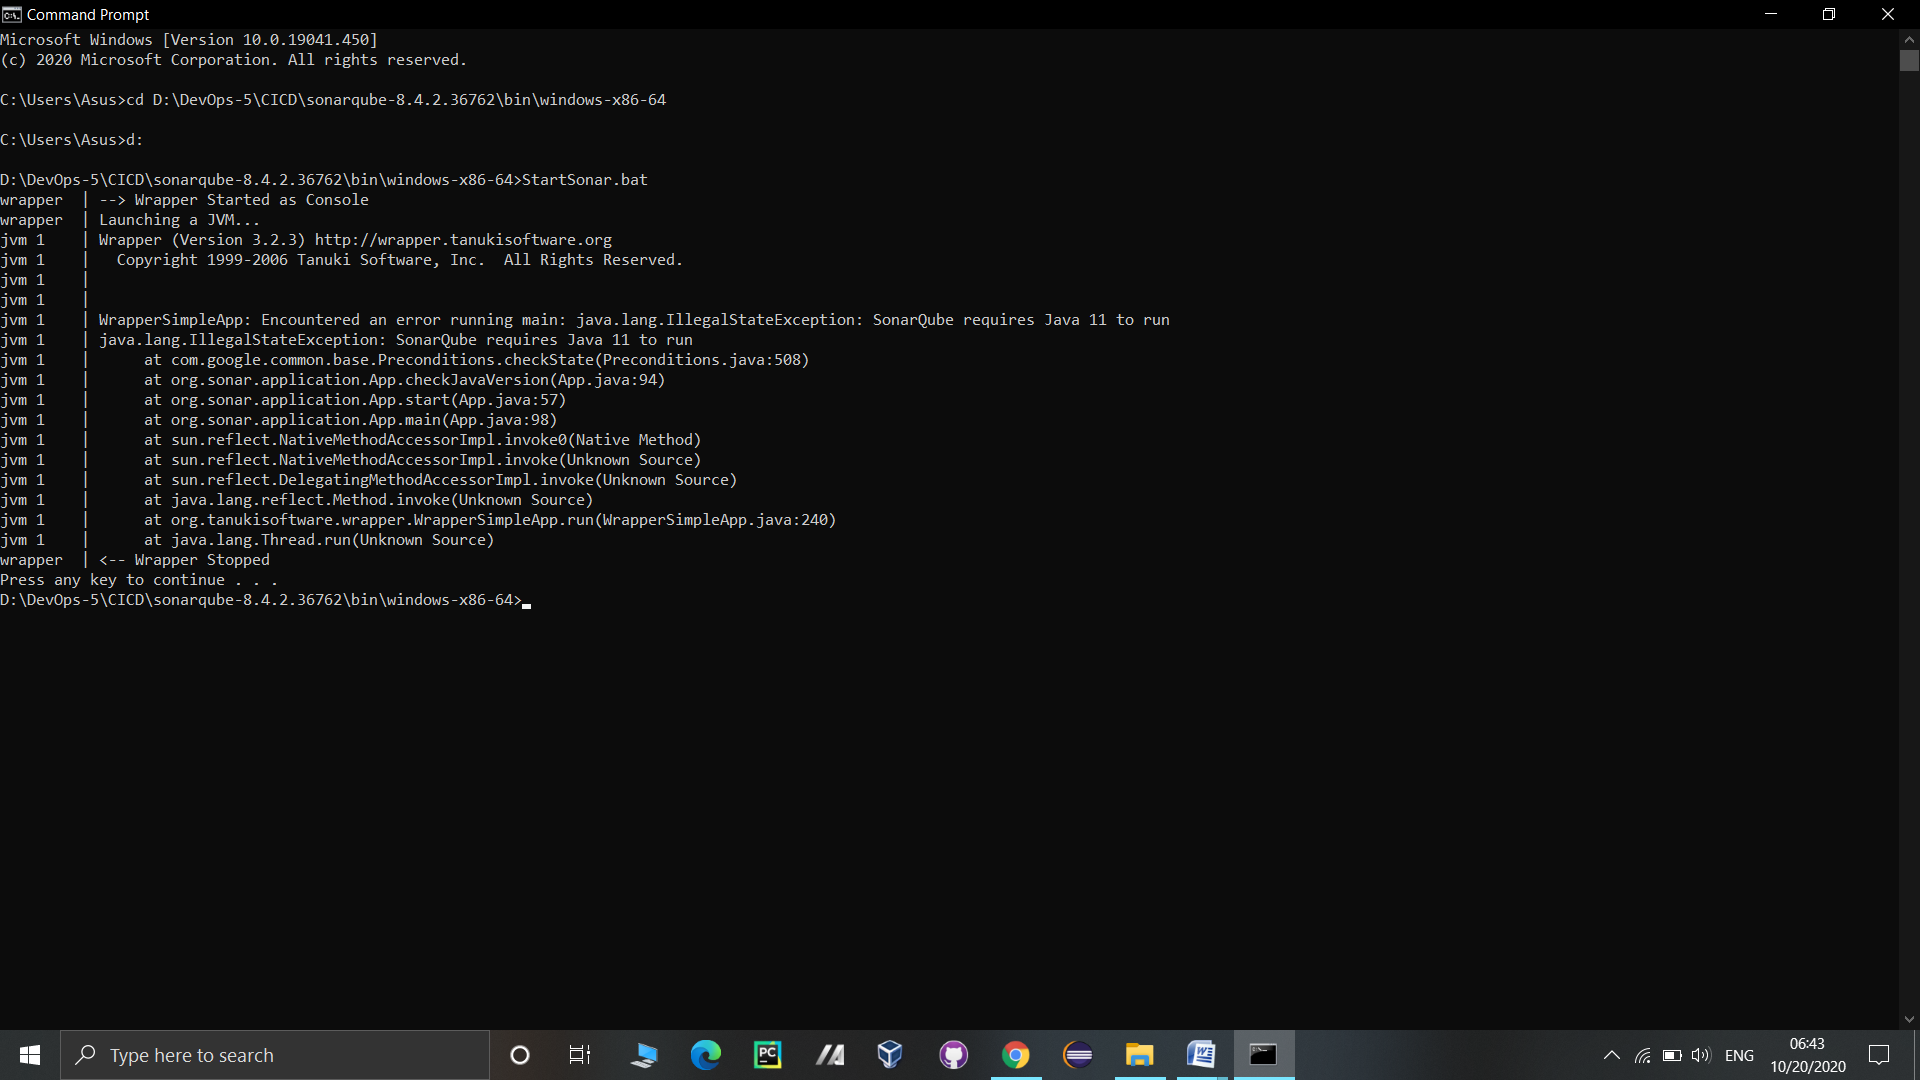 Command Prompt
Microsoft Windows [Version 10.0.19041.450]
(c) 2020 Microsoft Corporation. All rights reserved.
C:\Users\Asus>cd D:\DevOps-5\CICD\sonarqube-8.4.2.36762\bin\windows-x86-64
C:\Users\Asus>d:
D:\DevOps-5\CICD\sonarqube-8.4.2.36762\bin\windows-x86-64>StartSonar.bat
wrapper  | --> Wrapper Started as Console
wrapper  | Launching a JVM...
jvm 1    | Wrapper (Version 3.2.3) http://wrapper.tanukisoftware.org
jvm 1    |   Copyright 1999-2006 Tanuki Software, Inc.  All Rights Reserved.
jvm 1    |
jvm 1    |
jvm 1    | WrapperSimpleApp: Encountered an error running main: java.lang.IllegalStateException: SonarQube requires Java 11 to run
jvm 1    | java.lang.IllegalStateException: SonarQube requires Java 11 to run
jvm 1    |      at com.google.common.base.Preconditions.checkState(Preconditions.java:508)
jvm 1    |      at org.sonar.application.App.checkJavaVersion(App.java:94)
jvm 1    |      at org.sonar.application.App.start(App.java:57)
jvm 1    |      at org.sonar.application.App.main(App.java:98)
jvm 1    |      at sun.reflect.NativeMethodAccessorImpl.invoke0(Native Method)
jvm 1    |      at sun.reflect.NativeMethodAccessorImpl.invoke(Unknown Source)
jvm 1    |      at sun.reflect.DelegatingMethodAccessorImpl.invoke(Unknown Source)
jvm 1    |      at java.lang.reflect.Method.invoke(Unknown Source)
jvm 1    |      at org.tanukisoftware.wrapper.WrapperSimpleApp.run(WrapperSimpleApp.java:240)
jvm 1    |      at java.lang.Thread.run(Unknown Source)
wrapper  | <-- Wrapper Stopped
Press any key to continue . . .
D:\DevOps-5\CICD\sonarqube-8.4.2.36762\bin\windows-x86-64>
Type here to search
PC
W
ENG
06:43
10/20/2020